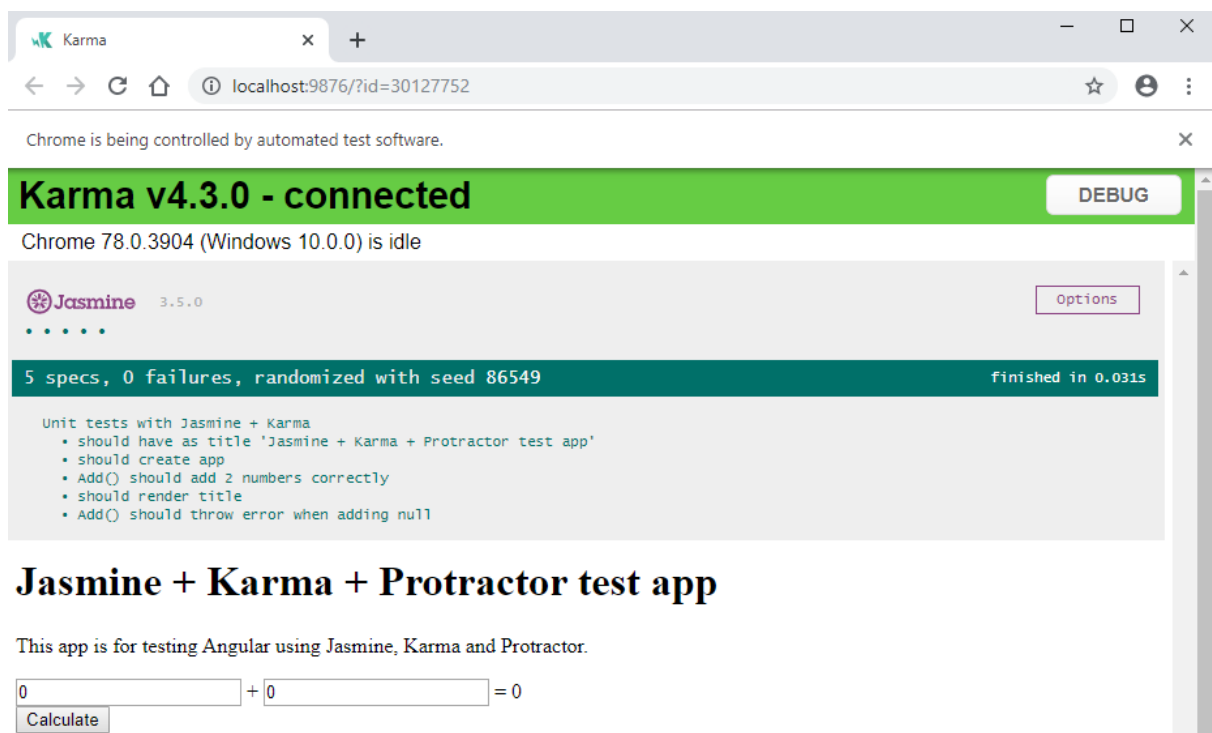 Karma
localhost:9876/?id=30127752
Chrome is being controlled by automated test software.
Karma v4.3.0 - connected
DEBUG
Chrome 78.0.3904 (Windows 10.0.0) is idle
Jasmine 3.5.0
Options
• • • • •
5 specs, 0 failures, randomized with seed 86549
finished in 0.031s
Unit tests with Jasmine + Karma
• should have as title 'Jasmine + Karma + Protractor test app'
• should create app
• Add() should add 2 numbers correctly
• should render title
• Add() should throw error when adding null
Jasmine + Karma + Protractor test app
This app is for testing Angular using Jasmine, Karma and Protractor.
0 + 0 = 0
Calculate